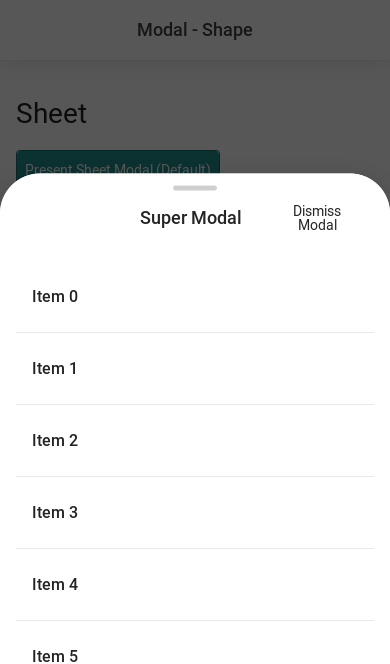 Modal - Shape
Sheet
Present Sheet Modal (Default)
Super Modal
Dismiss
Modal
Item 0
Item 1
Item 2
Item 3
Item 4
Item 5